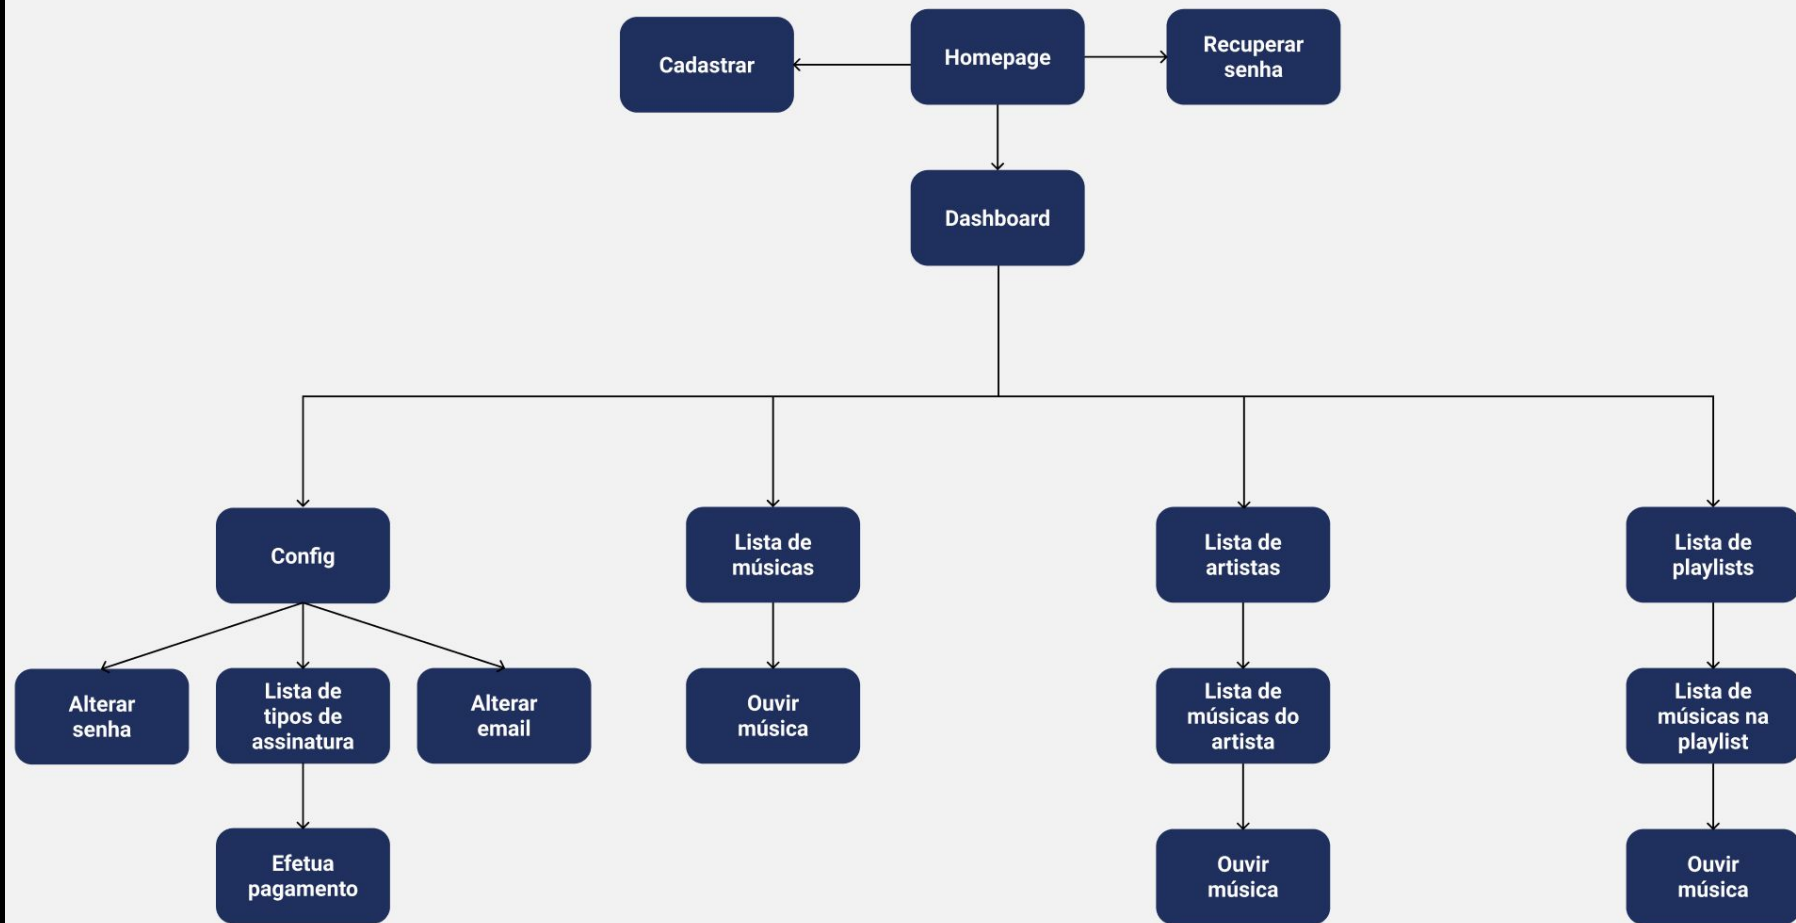 Cadastrar
Homepage
Recuperar
senha
Dashboard
Config
Lista de
músicas
Lista de
artistas
Lista de
playlists
Alterar
senha
Lista de
tipos de
assinatura
Alterar
email
Ouvir
música
Lista de
músicas do
artista
Lista de
músicas na
playlist
Efetua
pagamento
Ouvir
música
Ouvir
música